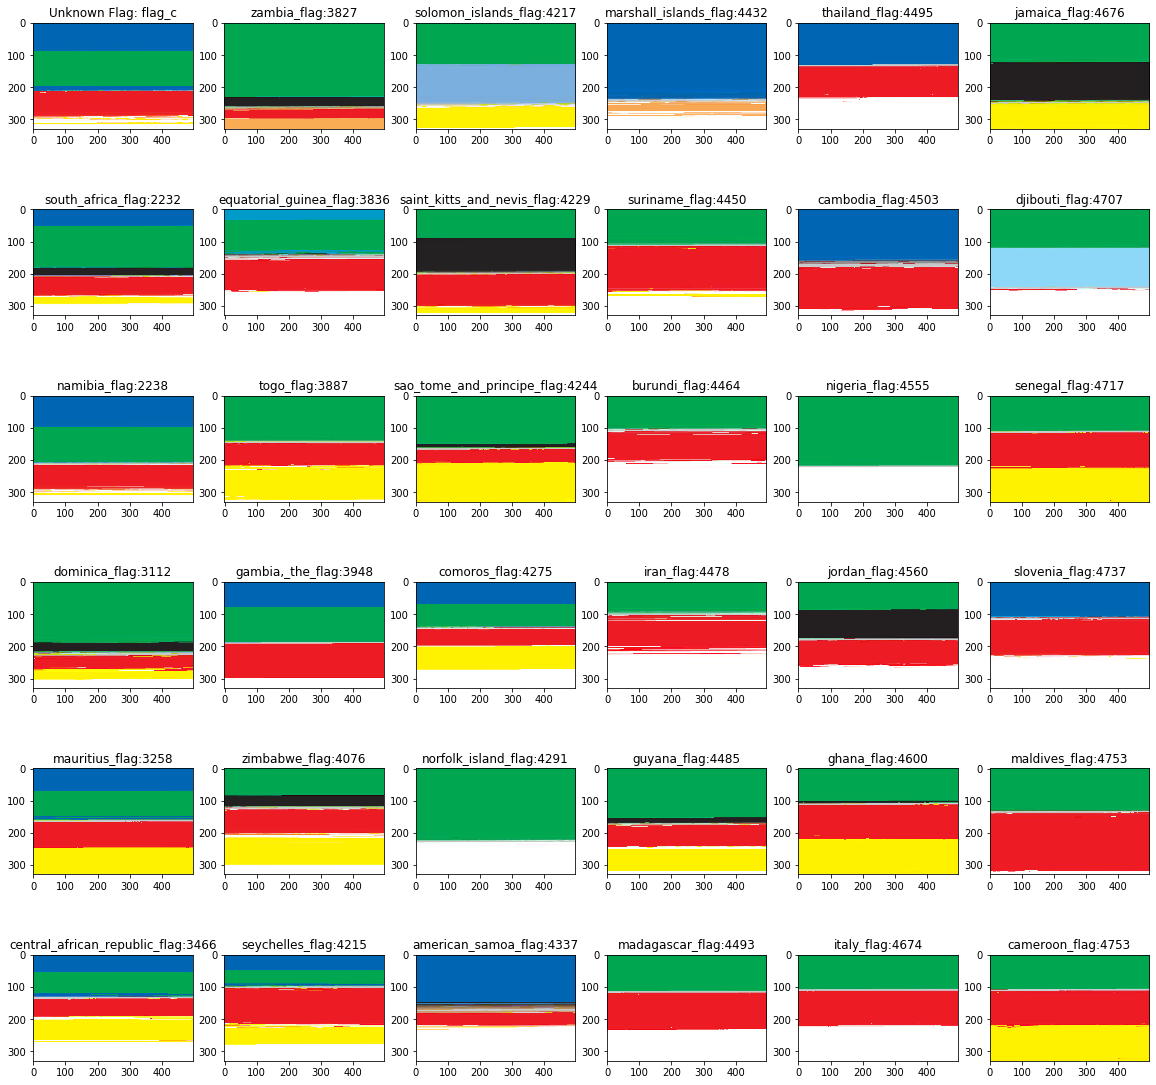 Unknown Flag: flag_c zambia_flag:3827 solomon_islands_flag:4217 marshall_islands_flag:4432 thailand_flag:4495 jamaica_flag:4676
0 0 0 0 0 0
100 100 100 100 100 100
200 200 200 200 200 200
300 300 300 300 300 300
0 100 200 300 400 0 100 200 300 400 0 100 200 300 400 0 100 200 300 400 0 100 200 300 400 0 100 200 300 400
south_africa_flag:2232 equatorial_guinea_flag:3836 saint_kitts_and_nevis_flag:4229 suriname_flag:4450 cambodia_flag:4503 djibouti_flag:4707
0 0 0 0 0 0
100 100 100 100 100 100
200 200 200 200 200 200
300 300 300 300 300 300
0 100 200 300 400 0 100 200 300 400 0 100 200 300 400 0 100 200 300 400 0 100 200 300 400 0 100 200 300 400
namibia_flag:2238 togo_flag:3887 sao_tome_and_principe_flag:4244 burundi_flag:4464 nigeria_flag:4555 senegal_flag:4717
0 0 0 0 0 0
100 100 100 100 100 100
200 200 200 200 200 200
300 300 300 300 300 300
0 100 200 300 400 0 100 200 300 400 0 100 200 300 400 0 100 200 300 400 0 100 200 300 400 0 100 200 300 400
dominica_flag:3112 gambia,_the_flag:3948 comoros_flag:4275 iran_flag:4478 jordan_flag:4560 slovenia_flag:4737
0 0 0 0 0 0
100 100 100 100 100 100
200 200 200 200 200 200
300 300 300 300 300 300
0 100 200 300 400 0 100 200 300 400 0 100 200 300 400 0 100 200 300 400 0 100 200 300 400 0 100 200 300 400
mauritius_flag:3258 zimbabwe_flag:4076 norfolk_island_flag:4291 guyana_flag:4485 ghana_flag:4600 maldives_flag:4753
0 0 0 0 0 0
100 100 100 100 100 100
200 200 200 200 200 200
300 300 300 300 300 300
0 100 200 300 400 0 100 200 300 400 0 100 200 300 400 0 100 200 300 400 0 100 200 300 400 0 100 200 300 400
central_african_republic_flag:3466 seychelles_flag:4215 american_samoa_flag:4337 madagascar_flag:4493 italy_flag:4674 cameroon_flag:4753
0 0 0 0 0 0
100 100 100 100 100 100
200 200 200 200 200 200
300 300 300 300 300 300
0 100 200 300 400 0 100 200 300 400 0 100 200 300 400 0 100 200 300 400 0 100 200 300 400 0 100 200 300 400